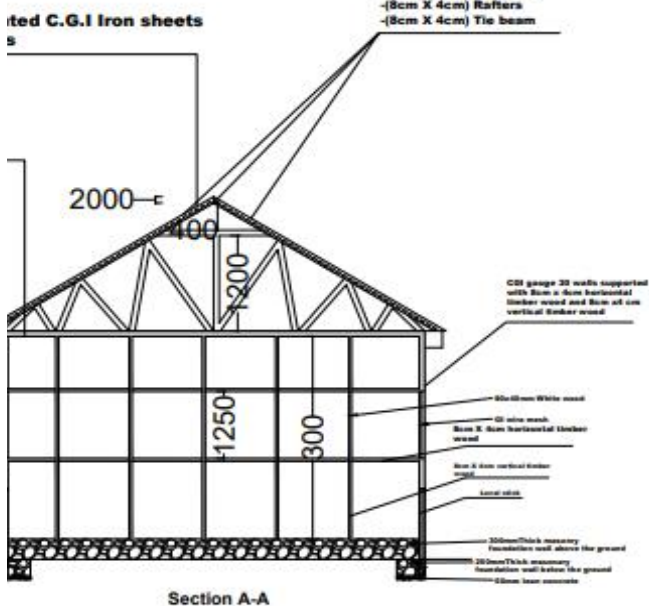 ted C.G.I Iron sheets
s
-(8cm X 4cm) Rafters
-(8cm X 4cm) Tie beam
2000
400
1200
CGI gauge 30 walls supported
with 8cm x 4cm horizontal
timber wood and 8cm x4 cm
vertical timber wood
1250
300
80x40mm White wood
GI wire mesh
8cm X 4cm horizontal timber
wood
8cm X 4cm vertical timber
wood
Local stick
300mmThick masonry
foundation wall above the ground
foundation wall below the ground
50mm lean concrete
Section A-A